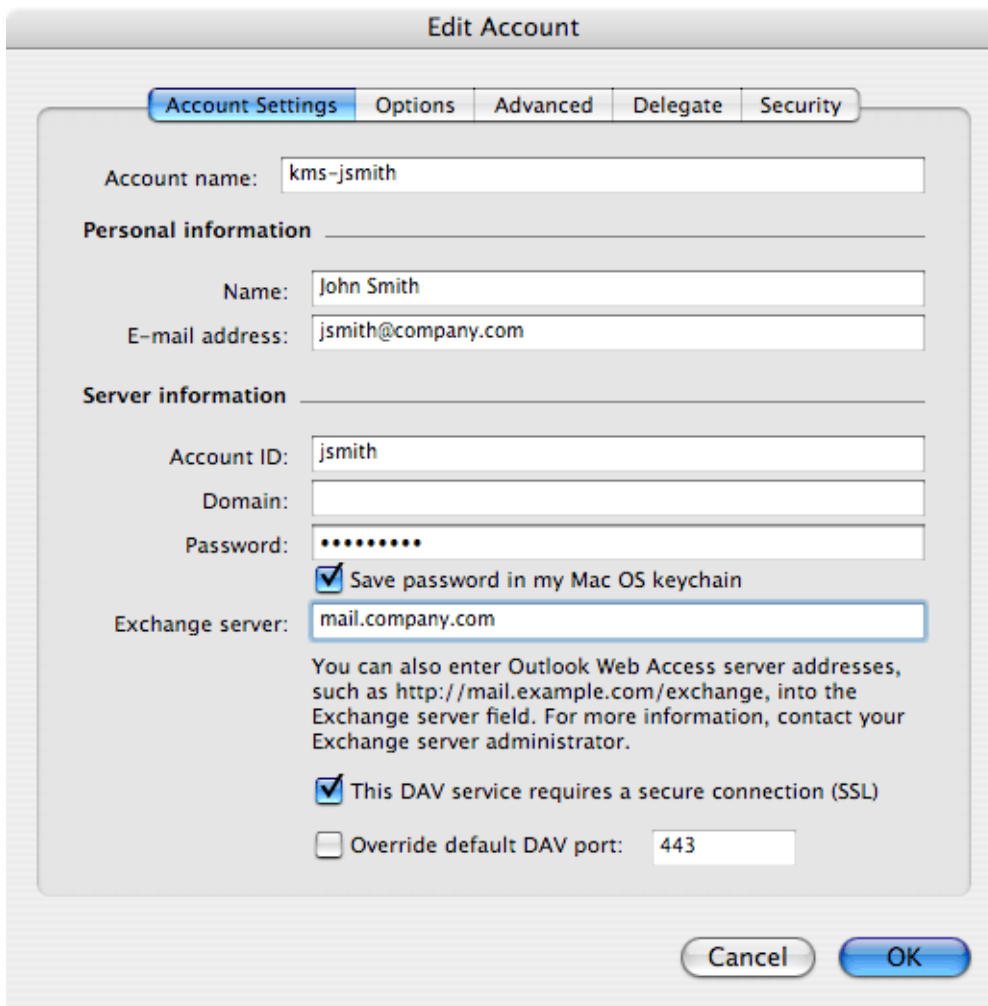 Edit Account
Account Settings Options Advanced Delegate Security
Account name: kms-jsmith
Personal information
Name: John Smith
E-mail address: jsmith@company.com
Server information
Account ID: jsmith
Domain:
Password: •••••••••
Save password in my Mac OS keychain
Exchange server: mail.company.com
You can also enter Outlook Web Access server addresses,
such as http://mail.example.com/exchange, into the
Exchange server field. For more information, contact your
Exchange server administrator.
This DAV service requires a secure connection (SSL)
Override default DAV port: 443
Cancel OK